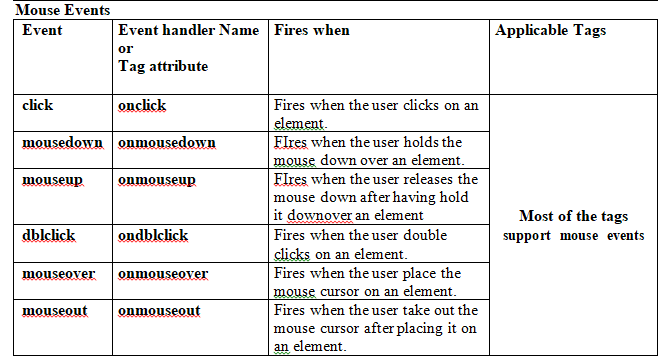 Mouse Events
Event
Event handler Name
or
Tag attribute
Fires when
Applicable Tags
click
onclick
Fires when the user clicks on an
element.
mousedown
onmousedown
FIres when the user holds the
mouse down over an element.
mouseup
onmouseup
FIres when the user releases the
mouse down after having hold
it downover an element
dblclick
ondblclick
Fires when the user double
clicks on an element.
mouseover
onmouseover
Fires when the user place the
mouse cursor on an element.
mouseout
onmouseout
Fires when the user take out the
mouse cursor after placing it on
an element.
Most of the tags
support mouse events